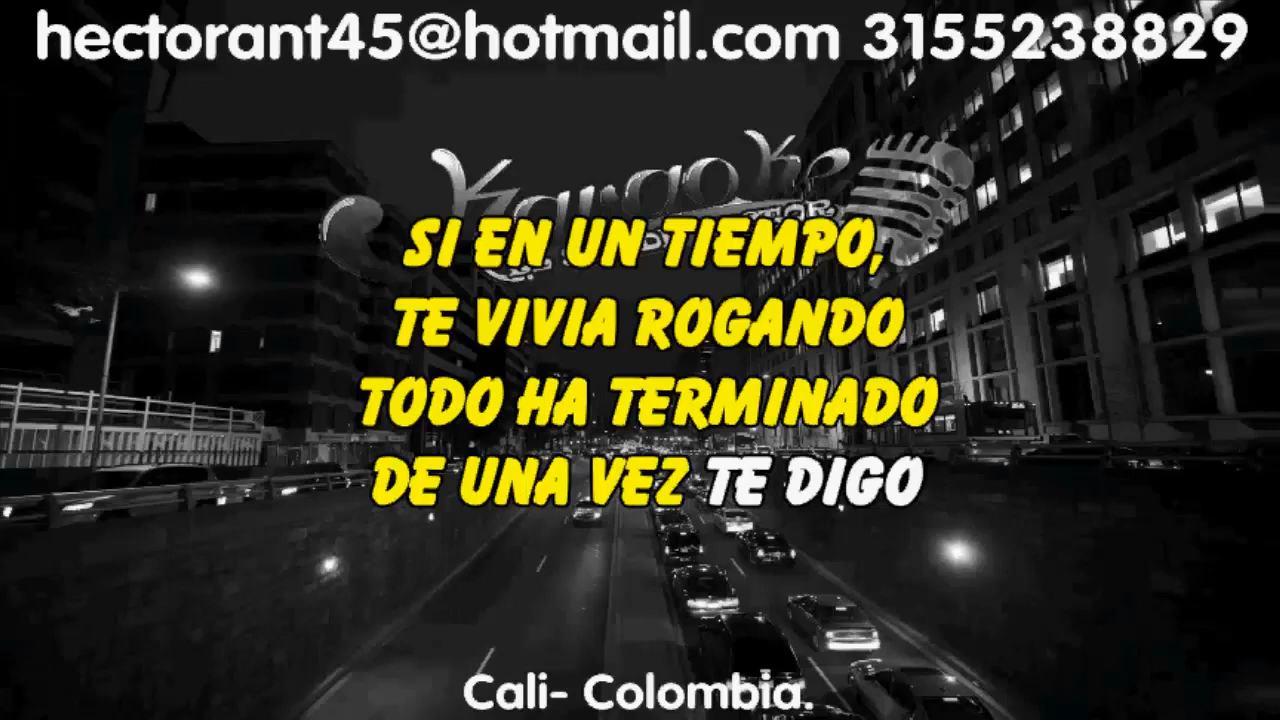 hectorant45@hotmail.com 3155238829
Karaoke
SI EN UN TIEMPO,
TE VIVIA ROGANDO
TODO HA TERMINADO
DE UNA VEZ TE DIGO
Cali- Colombia.